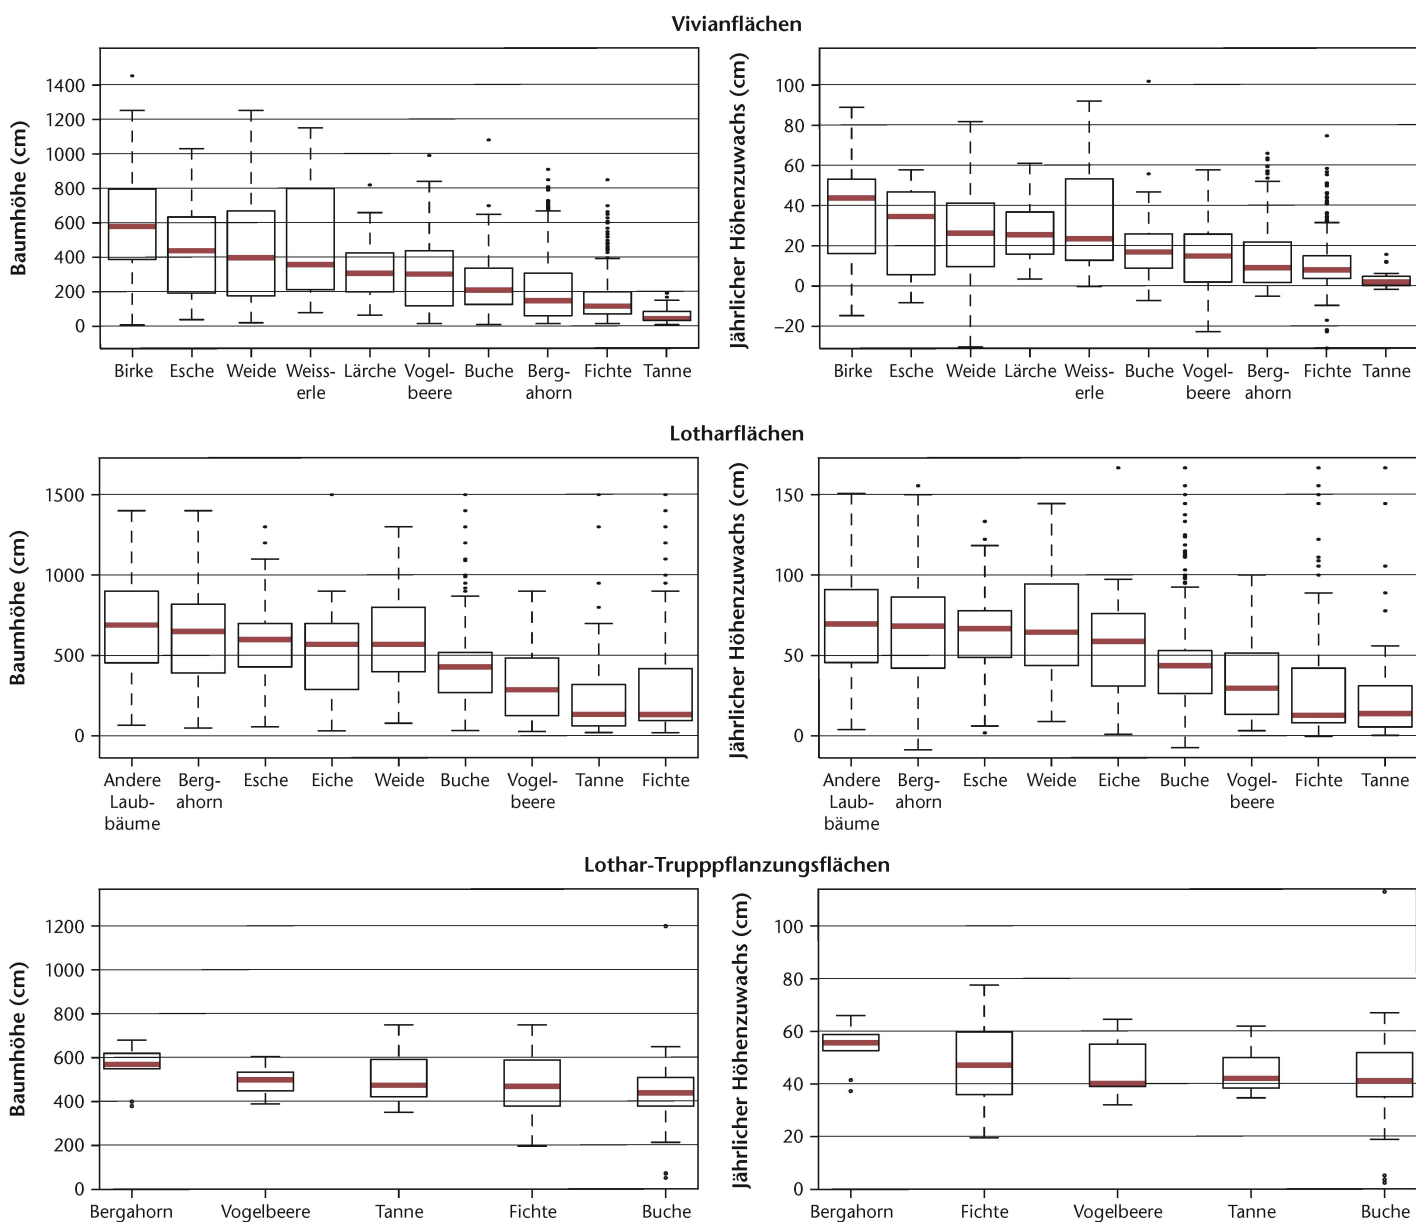 Vivianflächen
Baumhöhe (cm)
1400
1200
1000
800
600
400
200
0
Birke Esche Weide Weiss- Lärche Vogel- Buche Berg- Fichte Tanne
erle beere ahorn
Jährlicher Höhenzuwachs (cm)
100
80
60
40
20
0
–20
Birke Esche Weide Lärche Weiss- Buche Vogel- Berg- Fichte Tanne
erle beere ahorn
Lotharflächen
Baumhöhe (cm)
1500
1000
500
0
Andere Berg- Esche Eiche Weide Buche Vogel- Tanne Fichte
Laub- ahorn beere
bäume
Jährlicher Höhenzuwachs (cm)
150
100
50
0
Andere Berg- Esche Weide Eiche Buche Vogel- Fichte Tanne
Laub- ahorn beere
bäume
Lothar-Trupppflanzungsflächen
Baumhöhe (cm)
1200
1000
800
600
400
200
0
Bergahorn Vogelbeere Tanne Fichte Buche
Jährlicher Höhenzuwachs (cm)
100
80
60
40
20
0
Bergahorn Fichte Vogelbeere Tanne Buche